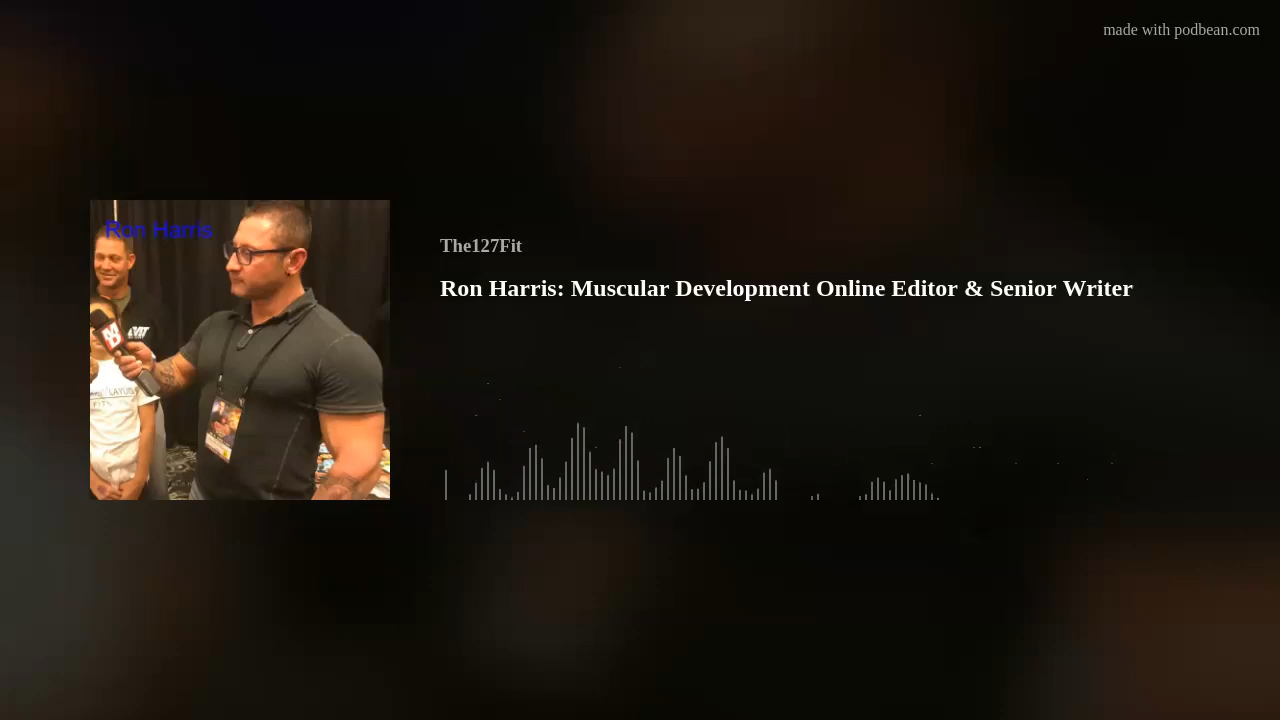 made with podbean.com
Ron Harris
The127Fit
Ron Harris: Muscular Development Online Editor & Senior Writer